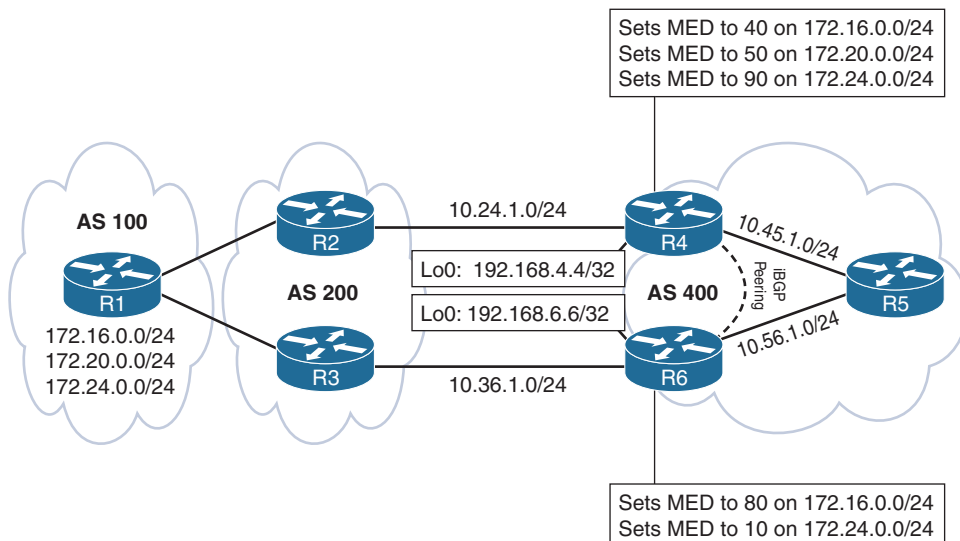 Sets MED to 40 on 172.16.0.0/24
Sets MED to 50 on 172.20.0.0/24
Sets MED to 90 on 172.24.0.0/24
AS 100
R1
172.16.0.0/24
172.20.0.0/24
172.24.0.0/24
R2
AS 200
R3
10.24.1.0/24
Lo0: 192.168.4.4/32
Lo0: 192.168.6.6/32
10.36.1.0/24
R4
AS 400
R6
iBGP
Peering
10.45.1.0/24
R5
10.56.1.0/24
Sets MED to 80 on 172.16.0.0/24
Sets MED to 10 on 172.24.0.0/24